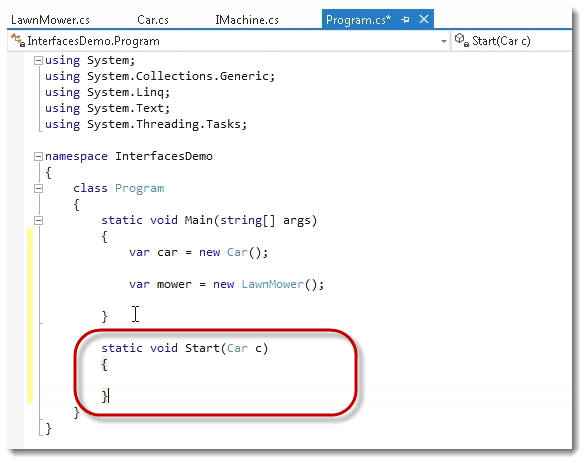 LawnMower.cs Car.cs IMachine.cs Program.cs*
InterfacesDemo.Program Start(Car c)
using System;
using System.Collections.Generic;
using System.Linq;
using System.Text;
using System.Threading.Tasks;
namespace InterfacesDemo
{
class Program
{
static void Main(string[] args)
{
var car = new Car();
var mower = new LawnMower();
}
static void Start(Car c)
{
}
}
}